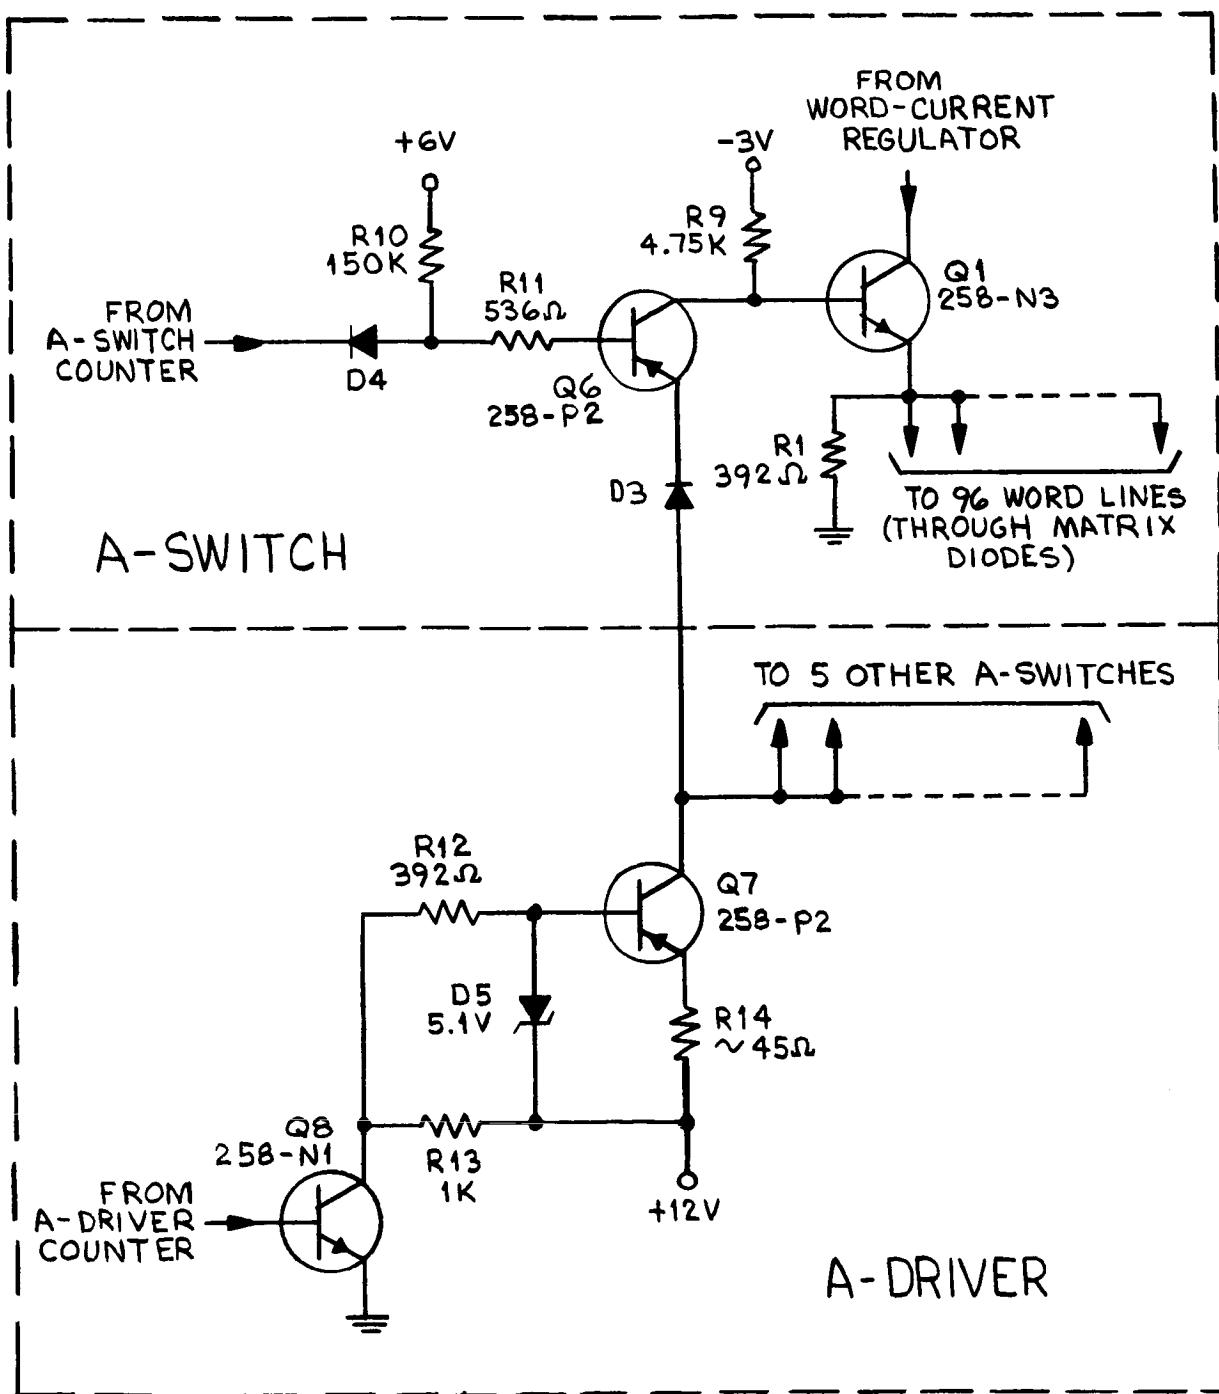 FROM
WORD-CURRENT
REGULATOR
+6V
-3V
R10
150K
R9
4.75K
R11
536Ω
Q1
258-N3
FROM
A-SWITCH
COUNTER
D4
Q6
258-P2
R1
392Ω
D3
TO 96 WORD LINES
(THROUGH MATRIX
DIODES)
A-SWITCH
TO 5 OTHER A-SWITCHES
R12
392Ω
Q7
258-P2
D5
5.1V
R14
~45Ω
Q8
258-N1
R13
1K
+12V
FROM
A-DRIVER
COUNTER
A-DRIVER